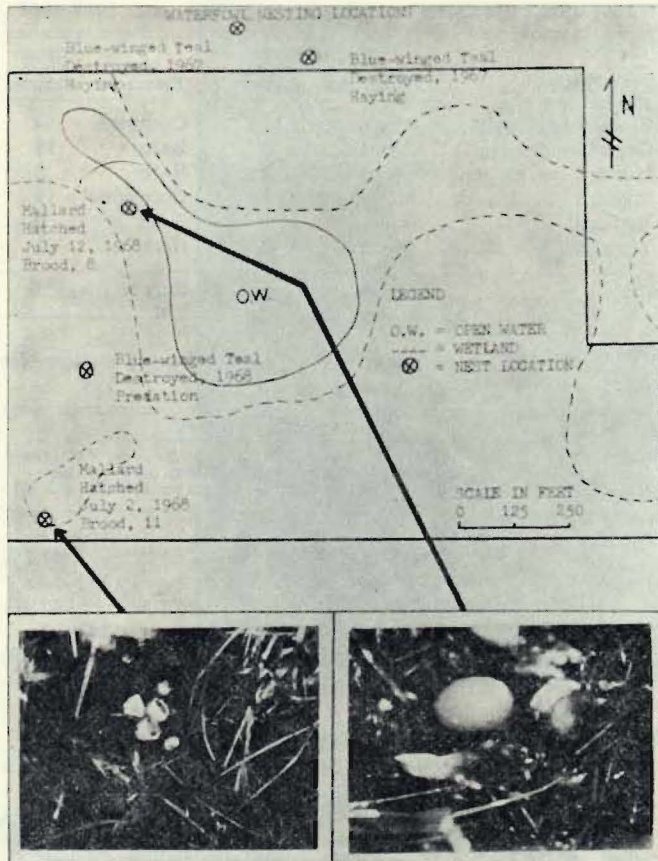 WATERFOWL NESTING LOCATIONS
Blue-winged Teal
Destroyed, 1967
Haying
Blue-winged Teal
Destroyed, 1967
Haying
N
Mallard
Hatched
July 12, 1968
Brood, 8
OW.
LEGEND
O.W. = OPEN WATER
---- = WETLAND
⊗ = NEST LOCATION
Blue-winged Teal
Destroyed, 1968
Predation
Mallard
Hatched
July 2, 1968
Brood, 11
SCALE IN FEET
0 125 250